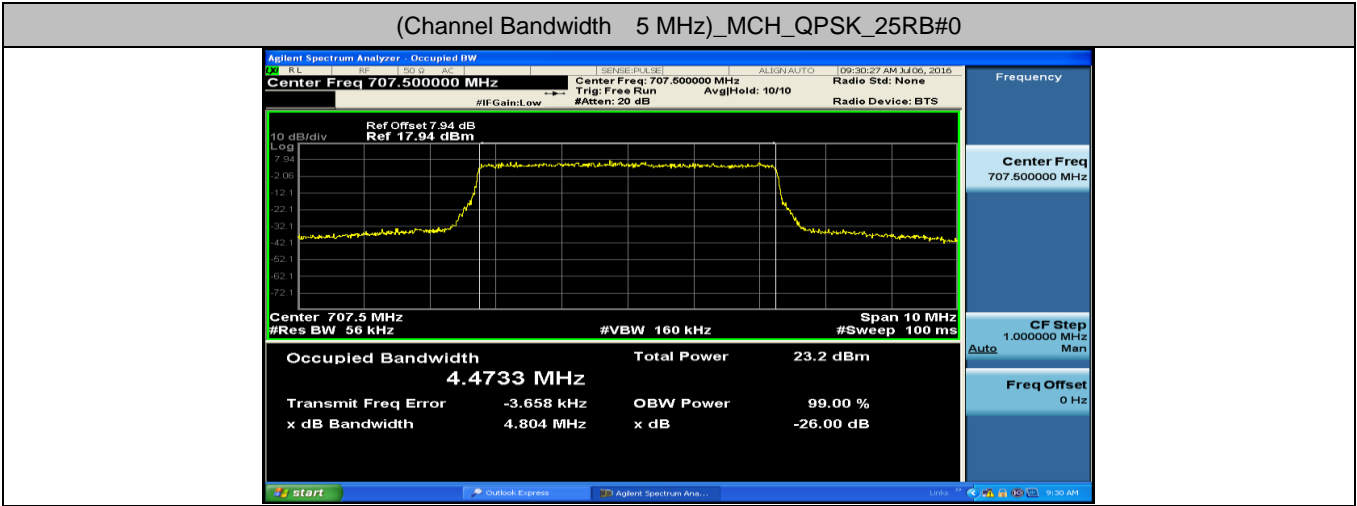 (Channel Bandwidth 5 MHz)_MCH_QPSK_25RB#0
Agilent Spectrum Analyzer - Occupied BW
LXI RL RF 50 Ω AC SENSE:PULSE ALIGN AUTO 09:30:27 AM Jul 06, 2016
Center Freq 707.500000 MHz
Center Freq: 707.500000 MHz
Radio Std: None
Trig: Free Run Avg|Hold: 10/10
#IFGain:Low #Atten: 20 dB Radio Device: BTS
Frequency
Ref Offset 7.94 dB
10 dB/div Ref 17.94 dBm
Log
7.94
-2.06
-12.1
-22.1
-32.1
-42.1
-52.1
-62.1
-72.1
Center 707.5 MHz Span 10 MHz
#Res BW 56 kHz #VBW 160 kHz #Sweep 100 ms
Occupied Bandwidth Total Power 23.2 dBm
4.4733 MHz
Transmit Freq Error -3.658 kHz OBW Power 99.00 %
x dB Bandwidth 4.804 MHz x dB -26.00 dB
Center Freq
707.500000 MHz
CF Step
1.000000 MHz
Auto Man
Freq Offset
0 Hz
start Outlook Express Agilent Spectrum Ana... Links » 9:30 AM